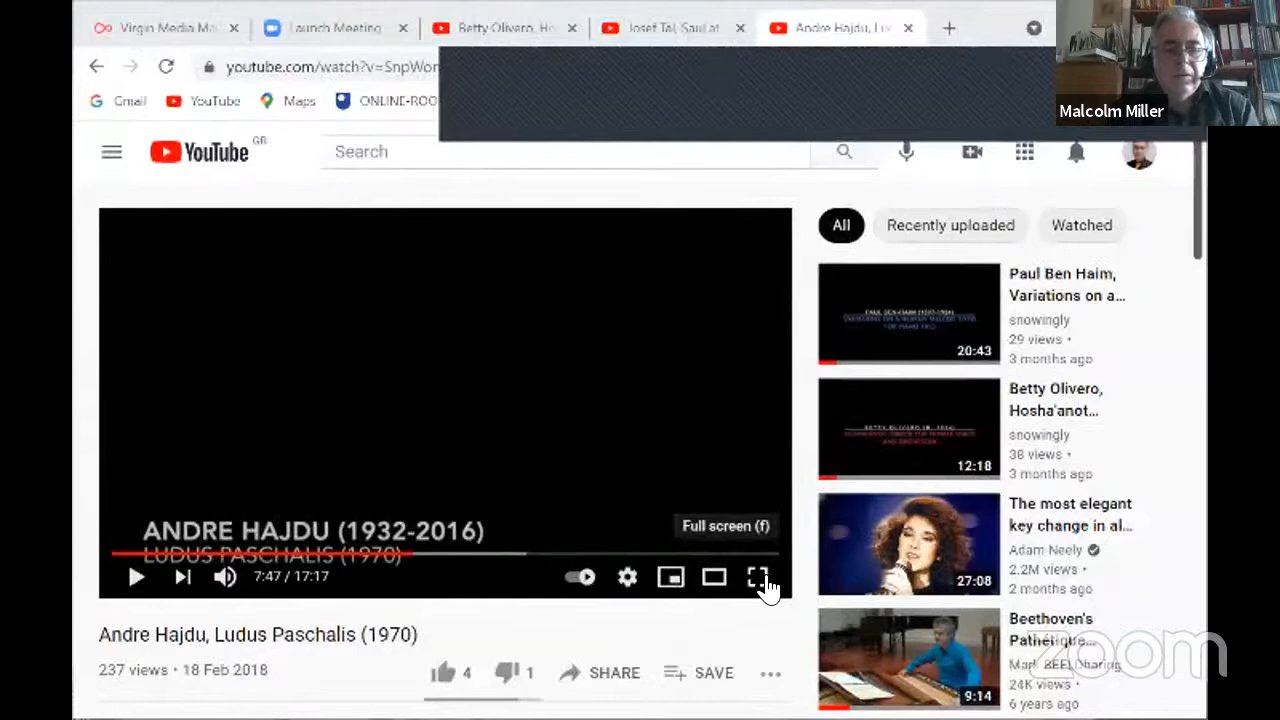 Virgin Media Ma
Launch Meeting
Betty Olivero, Ho
Josef Tal, Saul at
Andre Hajdu, Lu
youtube.com/watch?v=SnpWor
Gmail
YouTube
Maps
ONLINE-ROO
Malcolm Miller
YouTube GR
Search
All
Recently uploaded
Watched
Paul Ben Haim,
Variations on a...
snowingly
29 views •
3 months ago
20:43
Betty Olivero,
Hosha'anot...
snowingly
38 views •
3 months ago
12:18
The most elegant
key change in al...
Adam Neely
2.2M views •
2 months ago
27:08
Beethoven's
Pathétique...
24K views •
6 years ago
9:14
ANDRE HAJDU (1932-2016)
LUDUS PASCHALIS (1970)
Full screen (f)
7:47 / 17:17
Andre Hajdu, Ludus Paschalis (1970)
237 views • 18 Feb 2018
4
1
SHARE
SAVE
zoom